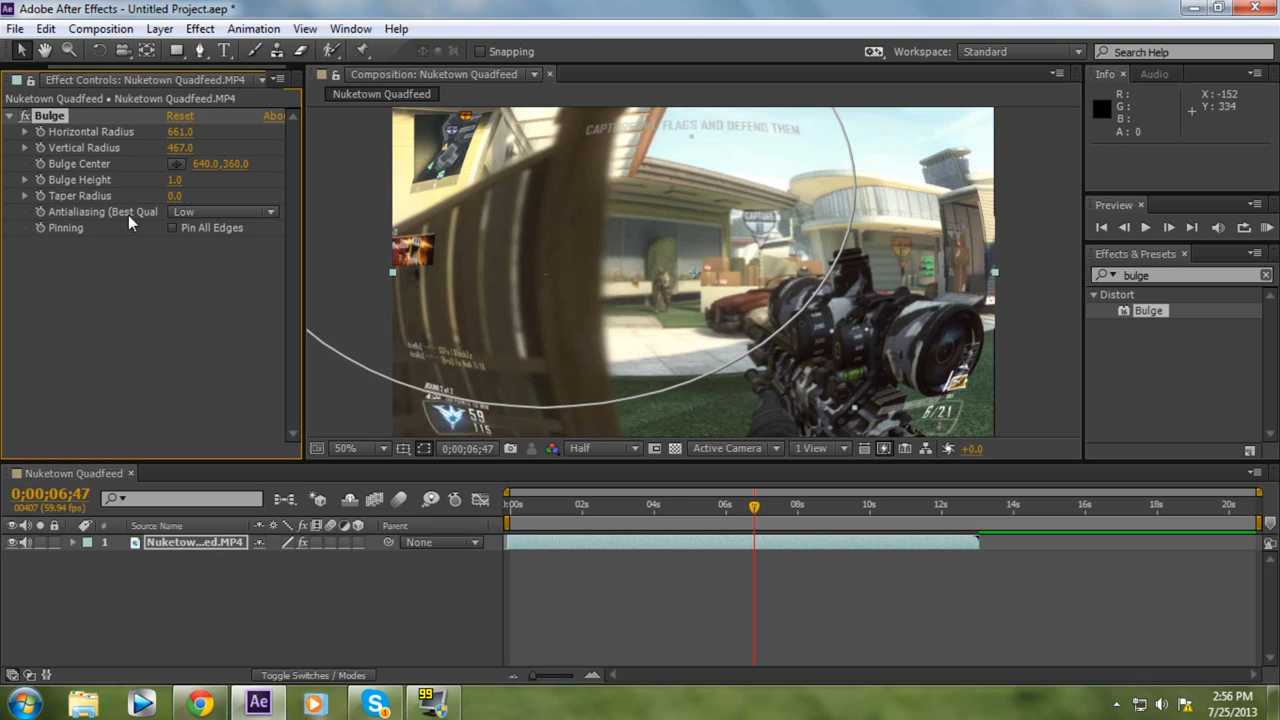 Adobe After Effects - Untitled Project.aep *
File Edit Composition Layer Effect Animation View Window Help
Snapping
Workspace: Standard
Search Help
Effect Controls: Nuketown Quadfeed.MP4
Nuketown Quadfeed • Nuketown Quadfeed.MP4
fx Bulge Reset Abo
Horizontal Radius 661.0
Vertical Radius 467.0
Bulge Center 640.0,360.0
Bulge Height 1.0
Taper Radius 0.0
Antialiasing (Best Qual Low
Pinning Pin All Edges
Composition: Nuketown Quadfeed
Nuketown Quadfeed
FLAGS AND DEFEND THEM
59
6/21
50% 0;00;06;47 Half Active Camera 1 View +0.0
Info Audio
R: X: -152
G: Y: 334
B:
A: 0
Preview
Effects & Presets
bulge
Distort
Bulge
Nuketown Quadfeed
0;00;06;47
00407 (59.94 fps)
:00s 02s 04s 06s 08s 10s 12s 14s 16s 18s 20s
# Source Name fx Parent
1 Nuketow...ed.MP4 fx None
Toggle Switches / Modes
Ae
99
2:56 PM
7/25/2013